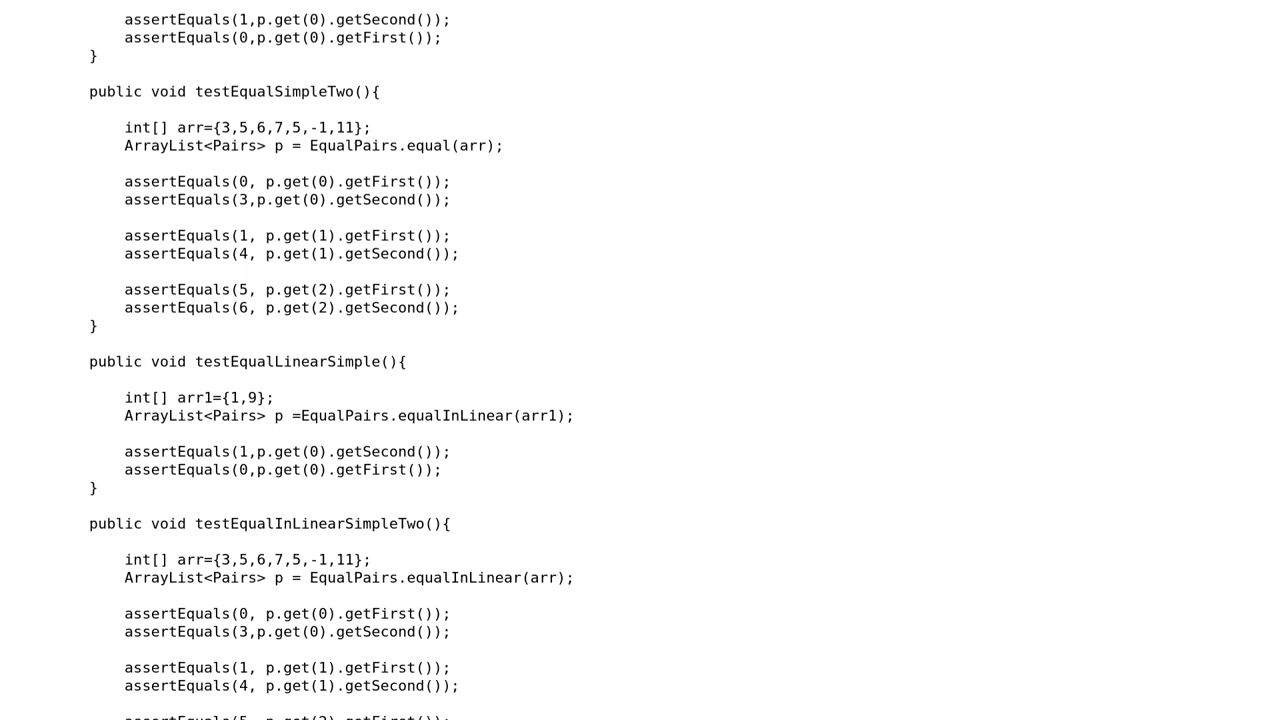 assertEquals(1,p.get(0).getSecond());
assertEquals(0,p.get(0).getFirst());
}
public void testEqualSimpleTwo(){
int[] arr={3,5,6,7,5,-1,11};
ArrayList<Pairs> p = EqualPairs.equal(arr);
assertEquals(0, p.get(0).getFirst());
assertEquals(3,p.get(0).getSecond());
assertEquals(1, p.get(1).getFirst());
assertEquals(4, p.get(1).getSecond());
assertEquals(5, p.get(2).getFirst());
assertEquals(6, p.get(2).getSecond());
}
public void testEqualLinearSimple(){
int[] arr1={1,9};
ArrayList<Pairs> p =EqualPairs.equalInLinear(arr1);
assertEquals(1,p.get(0).getSecond());
assertEquals(0,p.get(0).getFirst());
}
public void testEqualInLinearSimpleTwo(){
int[] arr={3,5,6,7,5,-1,11};
ArrayList<Pairs> p = EqualPairs.equalInLinear(arr);
assertEquals(0, p.get(0).getFirst());
assertEquals(3,p.get(0).getSecond());
assertEquals(1, p.get(1).getFirst());
assertEquals(4, p.get(1).getSecond());